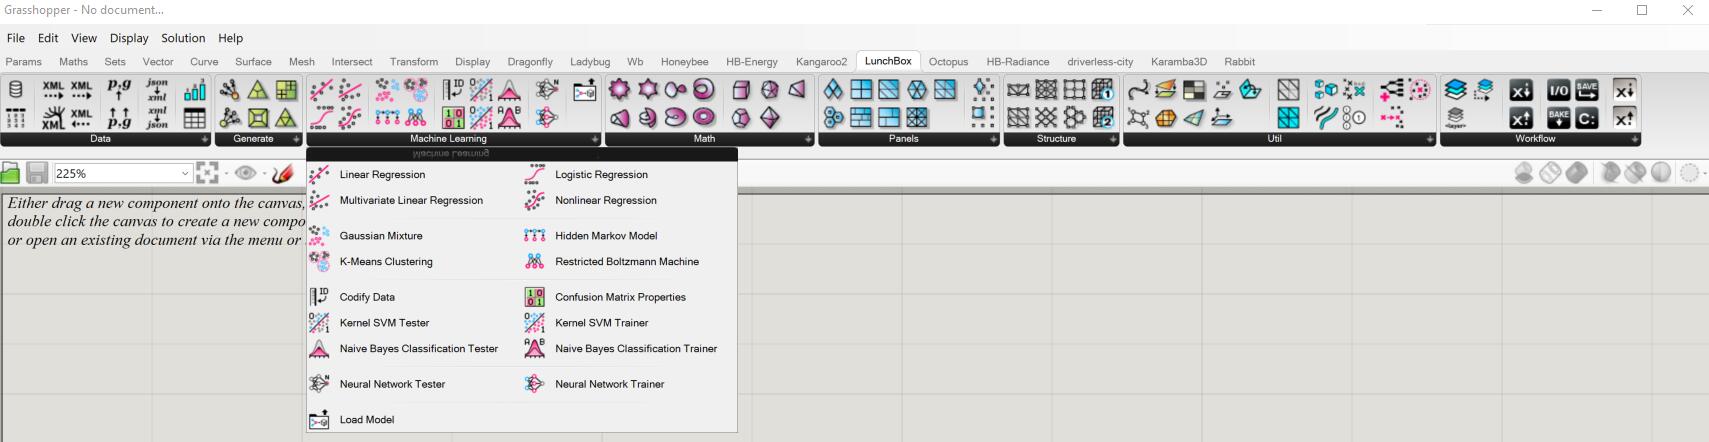 Grasshopper - No document...
File Edit View Display Solution Help
Params Maths Sets Vector Curve Surface Mesh Intersect Transform Display Dragonfly Ladybug Wb Honeybee HB-Energy Kangaroo2 LunchBox Octopus HB-Radiance driverless-city Karamba3D Rabbit
XML XML p,g json xml ID I/O SAVE
XML XML p,g xml json BAKE C:
Data Generate Machine Learning Math Panels Structure Util Workflow
Machine Learning
225%
Linear Regression Logistic Regression
Either drag a new component onto the canvas,
Multivariate Linear Regression Nonlinear Regression
double click the canvas to create a new compo
or open an existing document via the menu or
Gaussian Mixture Hidden Markov Model
K-Means Clustering Restricted Boltzmann Machine
Codify Data Confusion Matrix Properties
Kernel SVM Tester Kernel SVM Trainer
Naive Bayes Classification Tester Naive Bayes Classification Trainer
Neural Network Tester Neural Network Trainer
Load Model